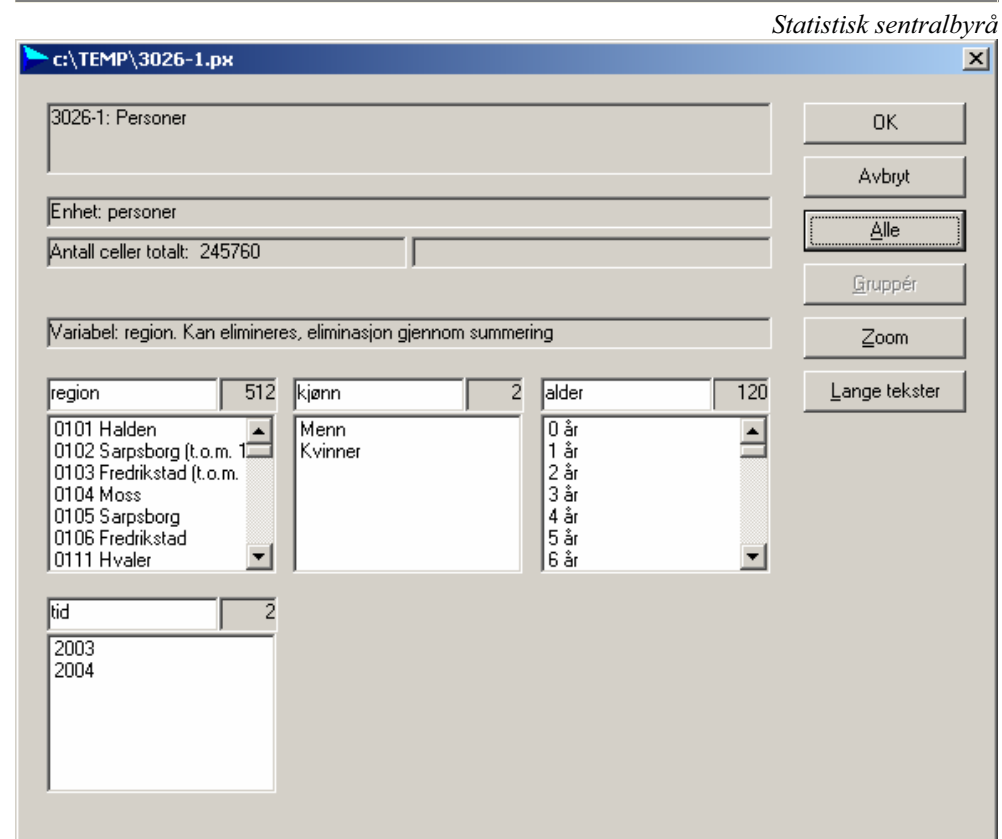 Statistisk sentralbyrå
c:\TEMP\3026-1.px
3026-1: Personer
OK
Avbryt
Enhet: personer
Alle
Antall celler totalt: 245760
Gruppér
Variabel: region. Kan elimineres, eliminasjon gjennom summering
Zoom
region 512 kjønn 2 alder 120
Lange tekster
0101 Halden
0102 Sarpsborg (t.o.m. 1
0103 Fredrikstad (t.o.m.
0104 Moss
0105 Sarpsborg
0106 Fredrikstad
0111 Hvaler
Menn
Kvinner
0 år
1 år
2 år
3 år
4 år
5 år
6 år
tid 2
2003
2004